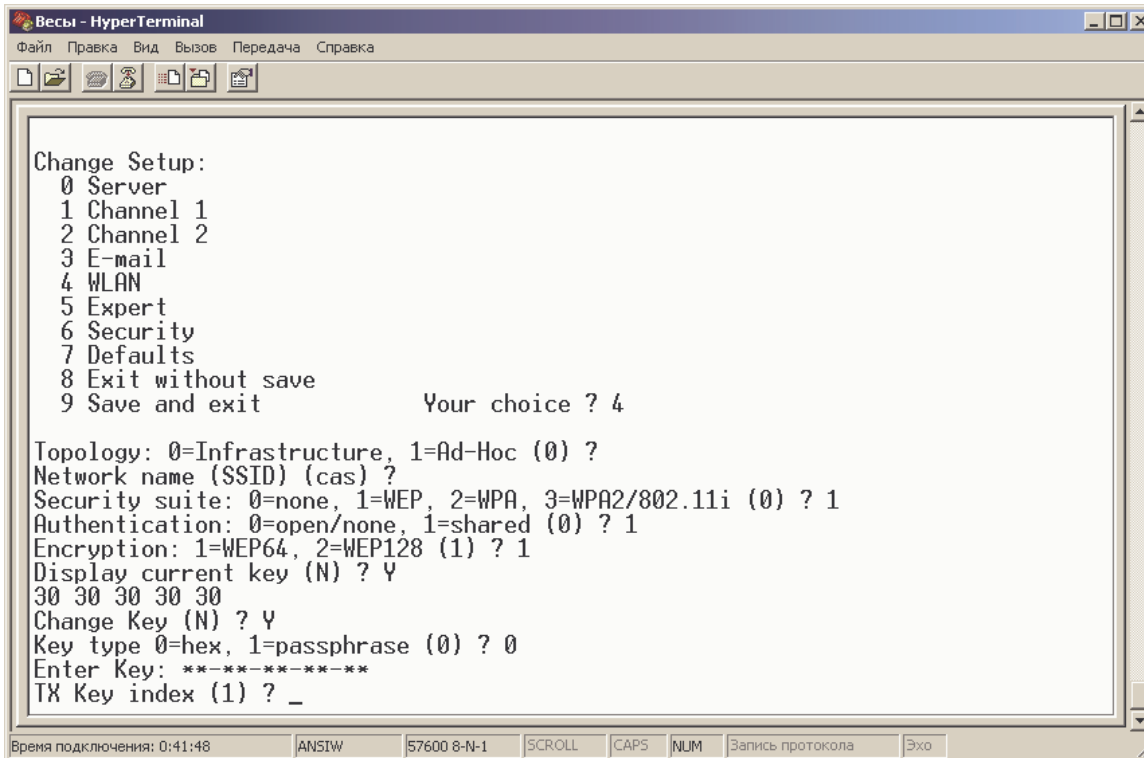 Весы - HyperTerminal
Файл Правка Вид Вызов Передача Справка
Change Setup:
0 Server
1 Channel 1
2 Channel 2
3 E-mail
4 WLAN
5 Expert
6 Security
7 Defaults
8 Exit without save
9 Save and exit Your choice ? 4
Topology: 0=Infrastructure, 1=Ad-Hoc (0) ?
Network name (SSID) (cas) ?
Security suite: 0=none, 1=WEP, 2=WPA, 3=WPA2/802.11i (0) ? 1
Authentication: 0=open/none, 1=shared (0) ? 1
Encryption: 1=WEP64, 2=WEP128 (1) ? 1
Display current key (N) ? Y
30 30 30 30 30
Change Key (N) ? Y
Key type 0=hex, 1=passphrase (0) ? 0
Enter Key: **-**-**-**-**
TX Key index (1) ? _
Время подключения: 0:41:48 ANSIW 57600 8-N-1 SCROLL CAPS NUM Запись протокола Эхо